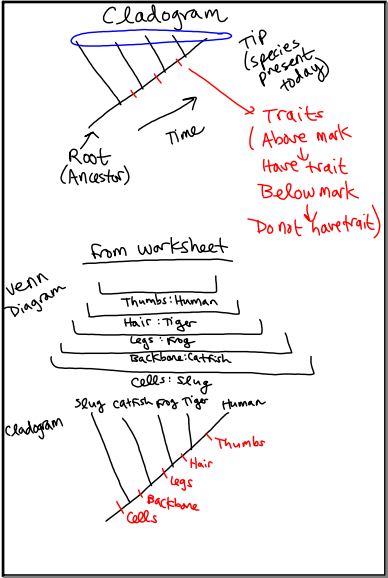 Cladogram
Tip
(species
present
today)
Root
(Ancestor)
Time
Traits
(Above mark
Have trait
Below mark
Do not have trait)
from worksheet
Venn
Diagram
Thumbs:Human
Hair:Tiger
Legs:Frog
Backbone:Catfish
Cells:Slug
Cladogram
Slug Catfish Frog Tiger Human
Thumbs
Hair
Legs
Backbone
Cells